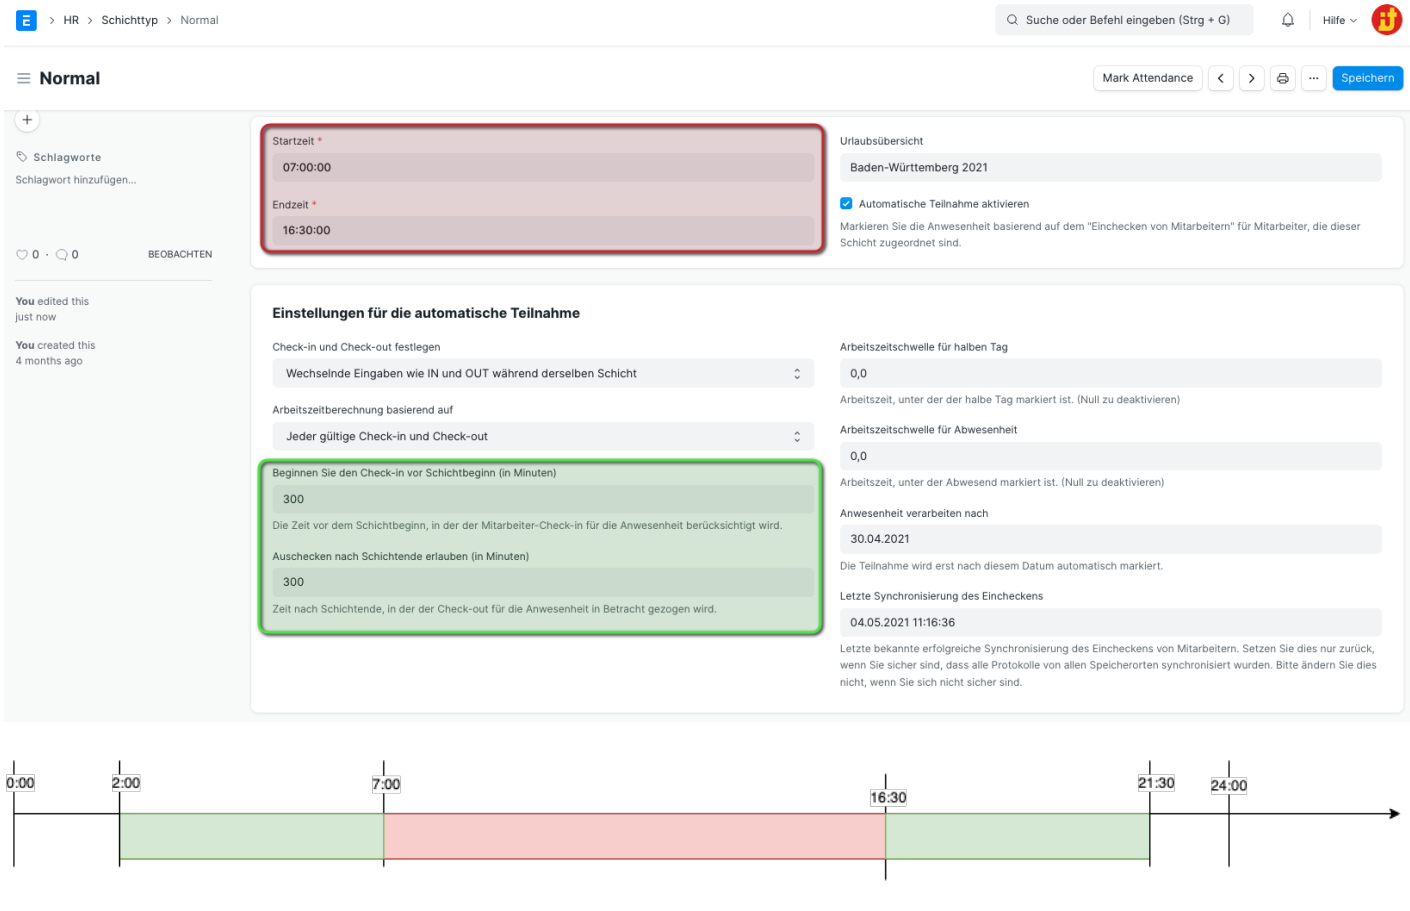 E > HR > Schichttyp > Normal
Suche oder Befehl eingeben (Strg + G)
Hilfe
Normal
Mark Attendance
Speichern
Schlagworte
Schlagwort hinzufügen...
0 · 0
BEOBACHTEN
You edited this
just now
You created this
4 months ago
Startzeit *
07:00:00
Endzeit *
16:30:00
Urlaubsübersicht
Baden-Württemberg 2021
Automatische Teilnahme aktivieren
Markieren Sie die Anwesenheit basierend auf dem "Einchecken von Mitarbeitern" für Mitarbeiter, die dieser
Schicht zugeordnet sind.
Einstellungen für die automatische Teilnahme
Check-in und Check-out festlegen
Wechselnde Eingaben wie IN und OUT während derselben Schicht
Arbeitszeitberechnung basierend auf
Jeder gültige Check-in und Check-out
Beginnen Sie den Check-in vor Schichtbeginn (in Minuten)
300
Die Zeit vor dem Schichtbeginn, in der der Mitarbeiter-Check-in für die Anwesenheit berücksichtigt wird.
Auschecken nach Schichtende erlauben (in Minuten)
300
Zeit nach Schichtende, in der der Check-out für die Anwesenheit in Betracht gezogen wird.
Arbeitszeitschwelle für halben Tag
0,0
Arbeitszeit, unter der der halbe Tag markiert ist. (Null zu deaktivieren)
Arbeitszeitschwelle für Abwesenheit
0,0
Arbeitszeit, unter der Abwesend markiert ist. (Null zu deaktivieren)
Anwesenheit verarbeiten nach
30.04.2021
Die Teilnahme wird erst nach diesem Datum automatisch markiert.
Letzte Synchronisierung des Eincheckens
04.05.2021 11:16:36
Letzte bekannte erfolgreiche Synchronisierung des Eincheckens von Mitarbeitern. Setzen Sie dies nur zurück,
wenn Sie sicher sind, dass alle Protokolle von allen Speicherorten synchronisiert wurden. Bitte ändern Sie dies
nicht, wenn Sie sich nicht sicher sind.
0:00
2:00
7:00
16:30
21:30
24:00